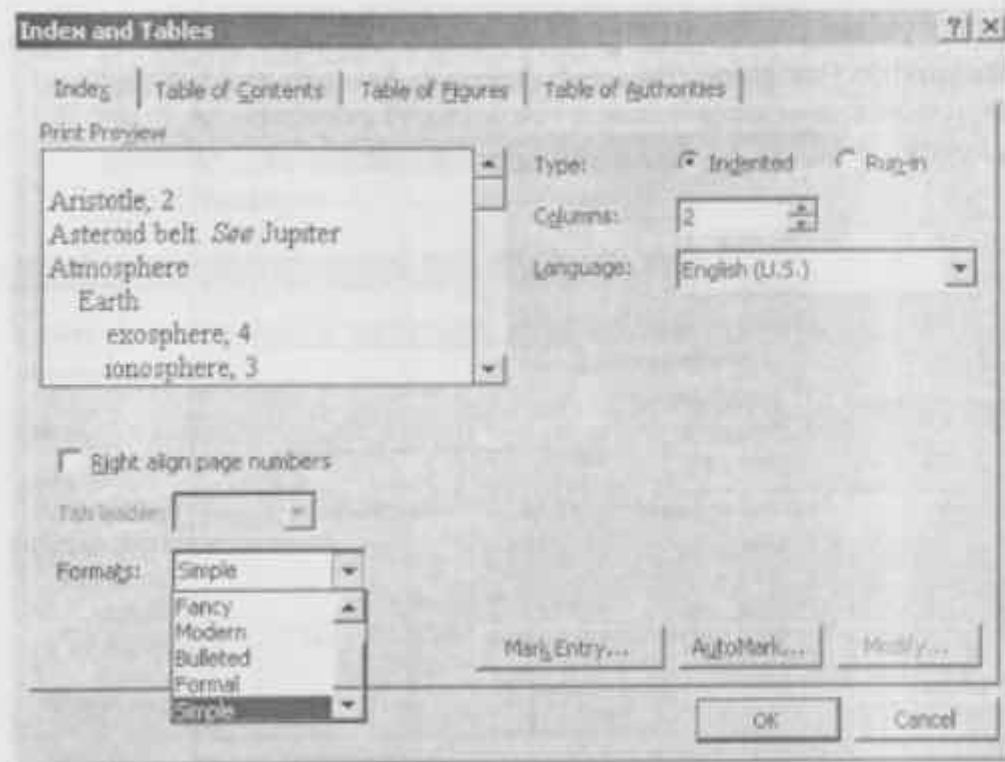 Index and Tables
Index
Table of Contents
Table of Figures
Table of Authorities
Print Preview
Aristotle, 2
Asteroid belt. See Jupiter
Atmosphere
Earth
exosphere, 4
ionosphere, 3
Type:
Indented
Run-in
Columns:
2
Language:
English (U.S.)
Right align page numbers
Tab leader:
Formats:
Simple
Fancy
Modern
Bulleted
Formal
Simple
Mark Entry...
AutoMark...
Modify...
OK
Cancel